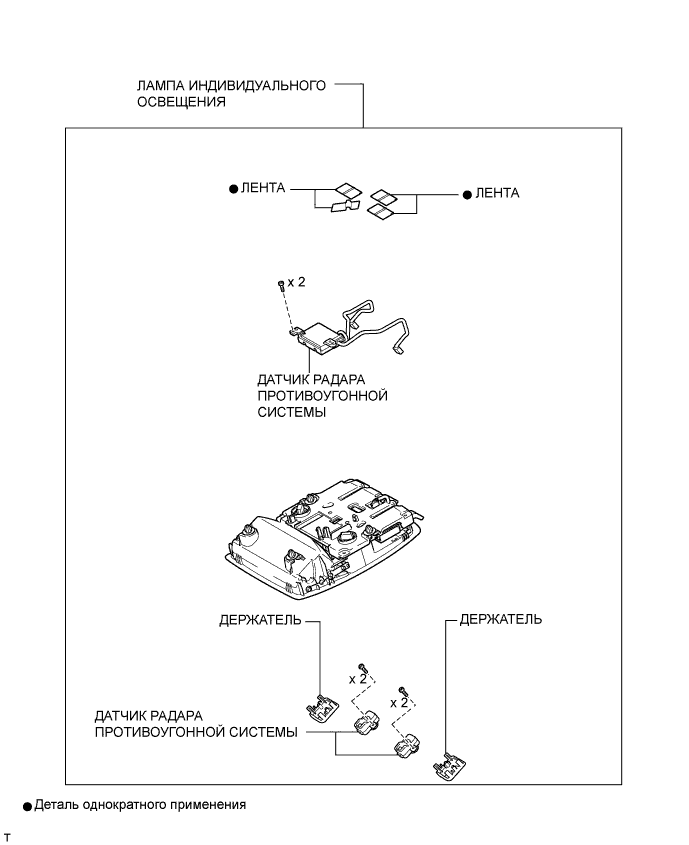 ЛАМПА ИНДИВИДУАЛЬНОГО
ОСВЕЩЕНИЯ
●ЛЕНТА
● ЛЕНТА
x 2
ДАТЧИК РАДАРА
ПРОТИВОУГОННОЙ
СИСТЕМЫ
ДЕРЖАТЕЛЬ
ДЕРЖАТЕЛЬ
x 2
x 2
ДАТЧИК РАДАРА
ПРОТИВОУГОННОЙ СИСТЕМЫ
●Деталь однократного применения
T